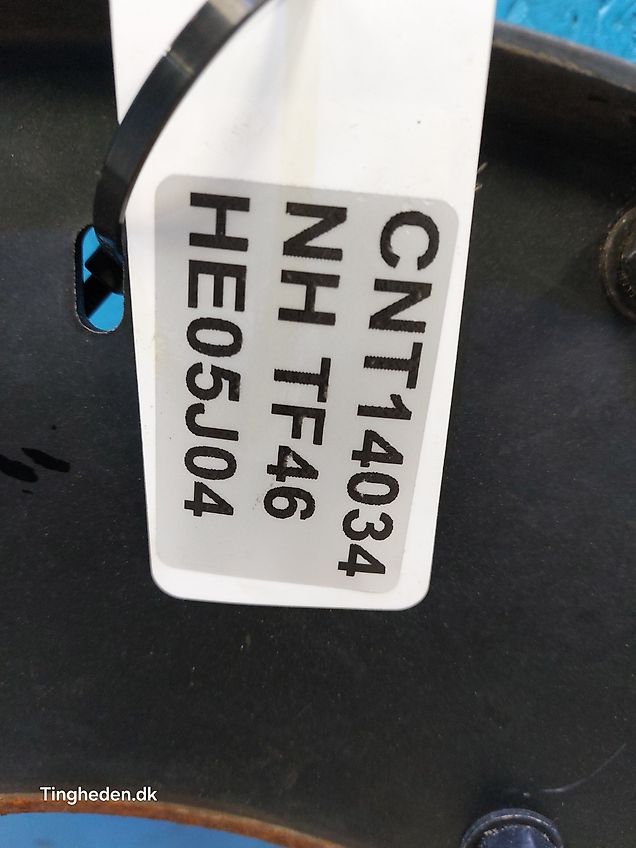 CNT14034
NH TF46
HE05J04
Tingheden.dk